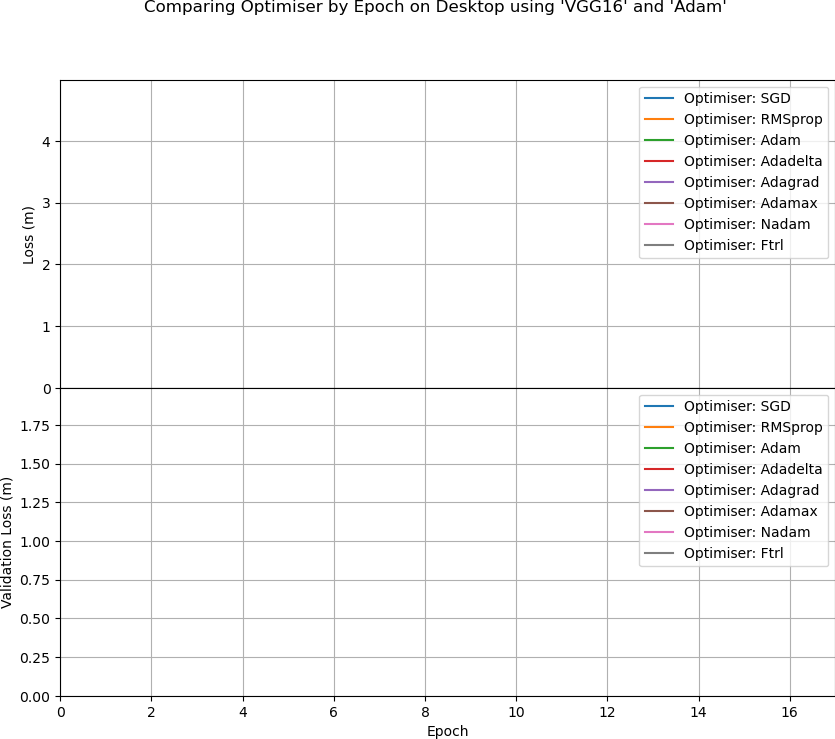 Comparing Optimiser by Epoch on Desktop using 'VGG16' and 'Adam'
Optimiser: SGD
Optimiser: RMSprop
Optimiser: Adam
Optimiser: Adadelta
Optimiser: Adagrad
Optimiser: Adamax
Optimiser: Nadam
Optimiser: Ftrl
4
3
2
1
0
Loss (m)
Optimiser: SGD
Optimiser: RMSprop
Optimiser: Adam
Optimiser: Adadelta
Optimiser: Adagrad
Optimiser: Adamax
Optimiser: Nadam
Optimiser: Ftrl
1.75
1.50
1.25
1.00
0.75
0.50
0.25
0.00
Validation Loss (m)
0 2 4 6 8 10 12 14 16
Epoch